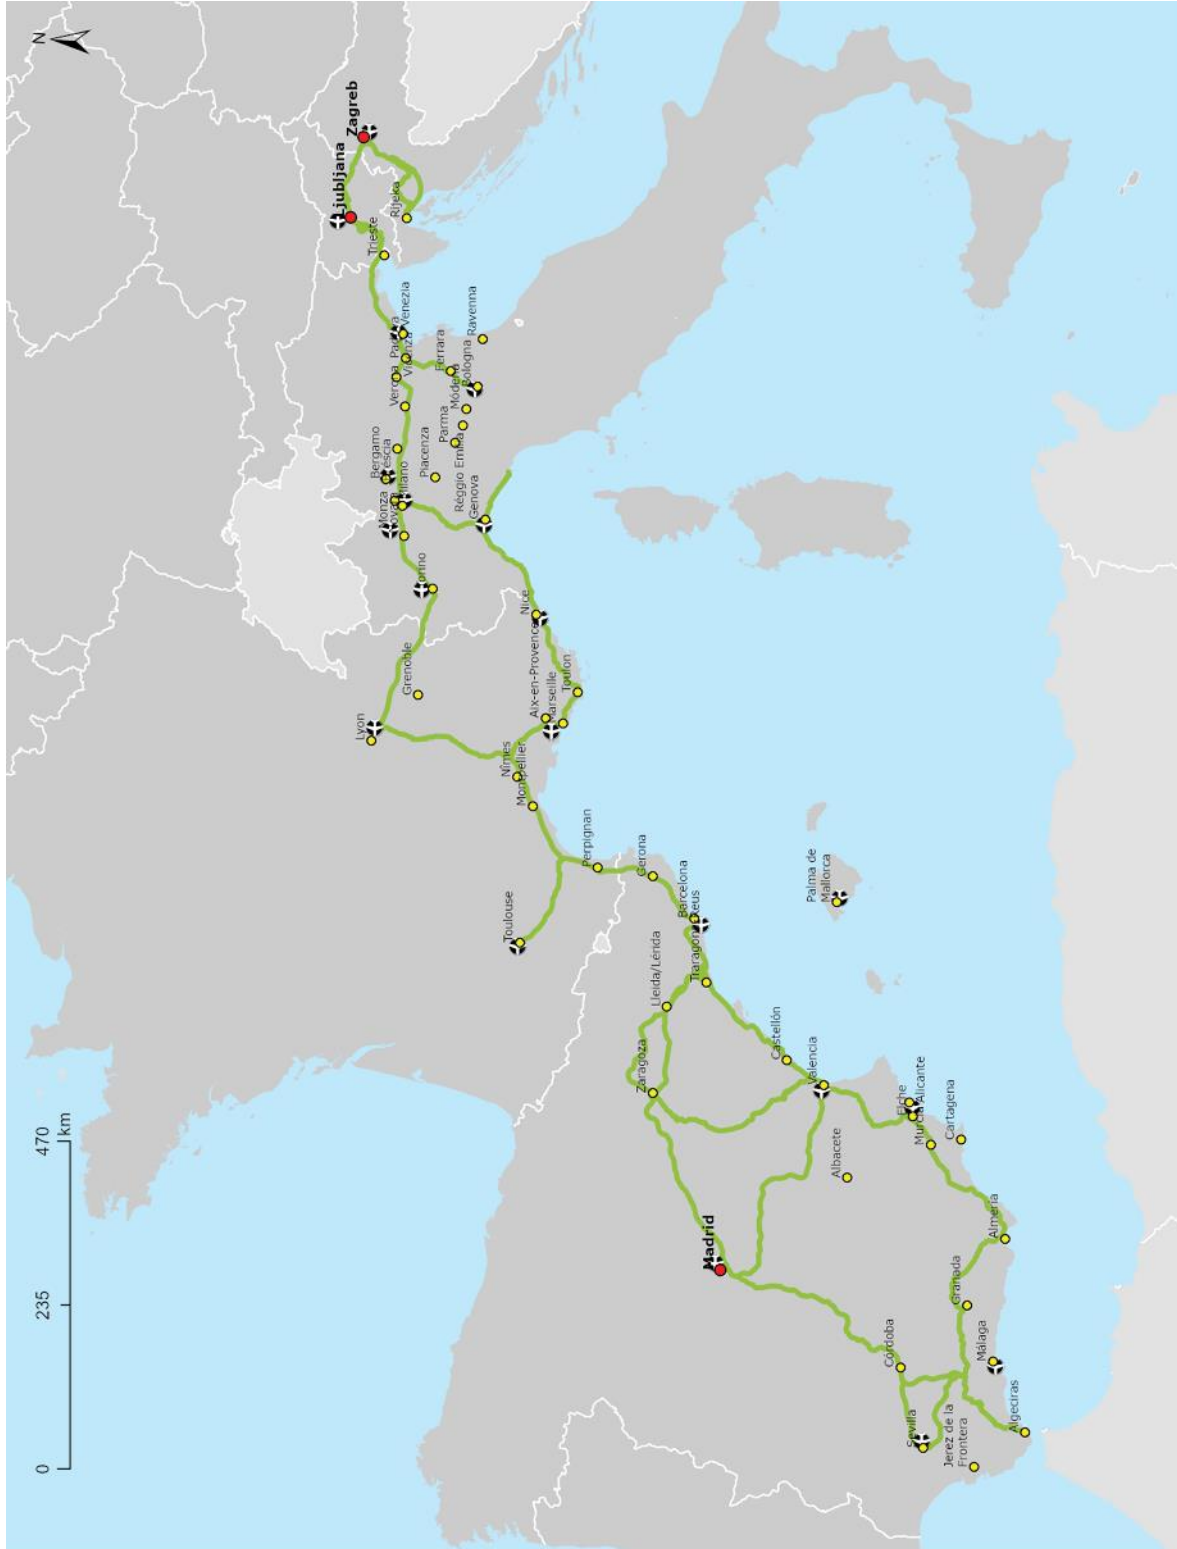 N
0
235
470
km
Ljubljana
Zagreb
Trieste
Rijeka
Venezia
Padova
Vicenza
Verona
Ferrara
Ravenna
Bologna
Módena
Parma
Réggio Emilia
Piacenza
Bergamo
Bréscia
Milano
Monza
Novara
Torino
Genova
Nice
Grenoble
Lyon
Aix-en-Provence
Marseille
Toulon
Nîmes
Montpellier
Perpignan
Toulouse
Gerona
Barcelona
Reus
Lleida/Lérida
Zaragoza
Castellón
Valencia
Palma de
Mallorca
Elche
Alicante
Murcia
Cartagena
Albacete
Madrid
Almería
Granada
Málaga
Córdoba
Sevilla
Jerez de la
Frontera
Algeciras